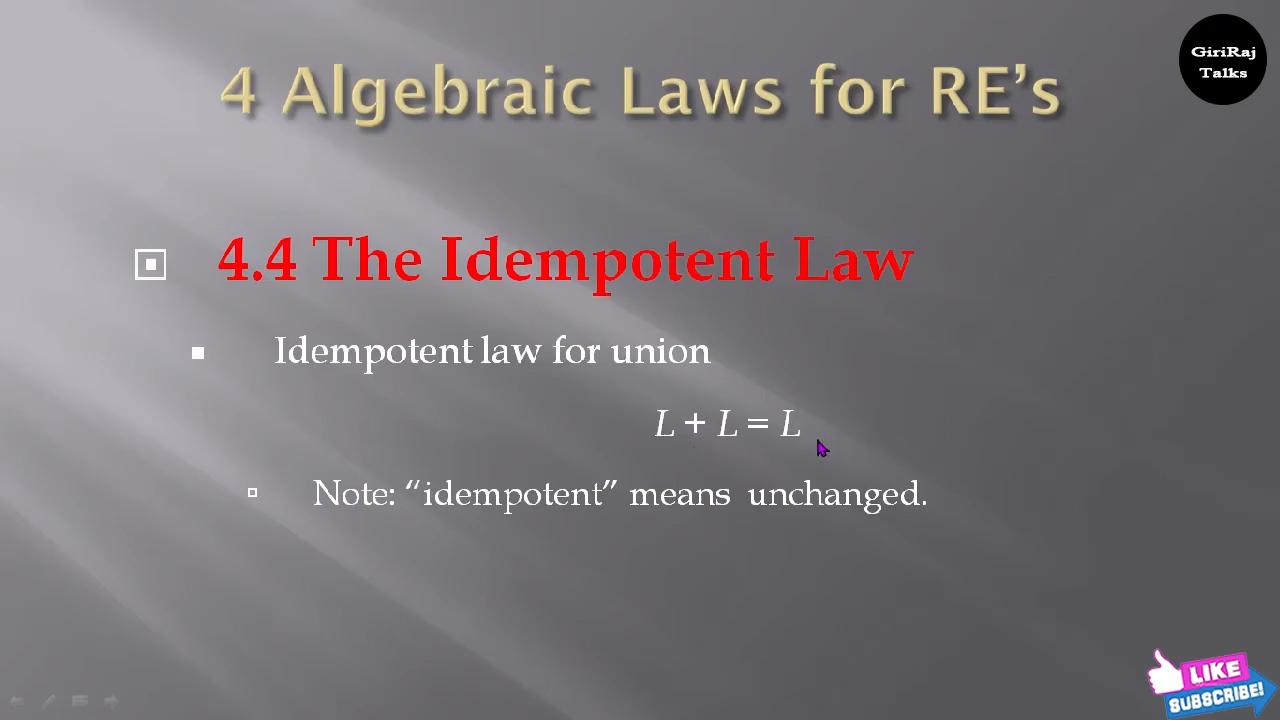 4 Algebraic Laws for RE’s
GiriRaj
Talks
4.4 The Idempotent Law
Idempotent law for union
L + L = L
Note: “idempotent” means unchanged.
LIKE
SUBSCRIBE!